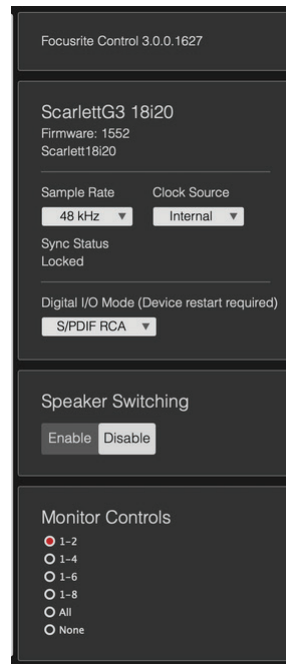 Focusrite Control 3.0.0.1627
ScarlettG3 18i20
Firmware: 1552
Scarlett18i20
Sample Rate Clock Source
48 kHz Internal
Sync Status
Locked
Digital I/O Mode (Device restart required)
S/PDIF RCA
Speaker Switching
Enable Disable
Monitor Controls
1-2
1-4
1-6
1-8
All
None